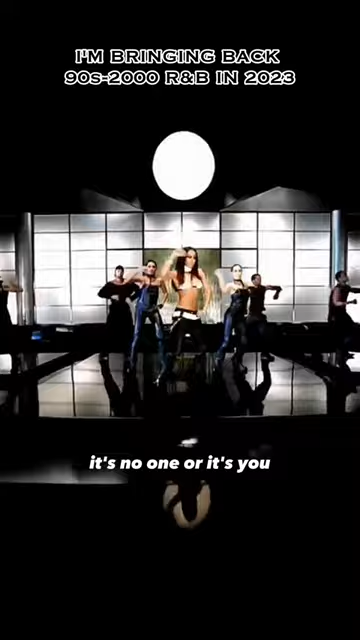 I'M BRINGING BACK
90s-2000 R&B IN 2023
it's no one or it's you